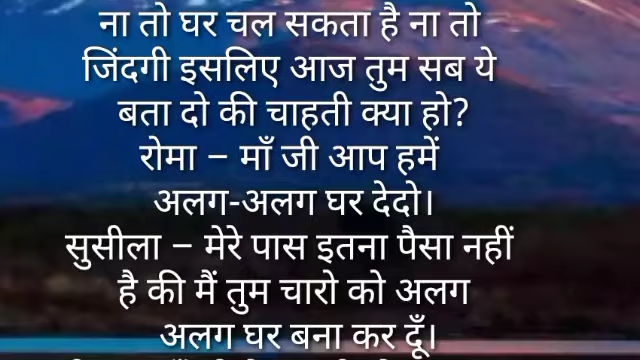 ना तो घर चल सकता है ना तो
जिंदगी इसलिए आज तुम सब ये
बता दो की चाहती क्या हो?
रोमा – माँ जी आप हमें
अलग-अलग घर देदो।
सुसीला – मेरे पास इतना पैसा नहीं
है की मैं तुम चारो को अलग
अलग घर बना कर दूँ।